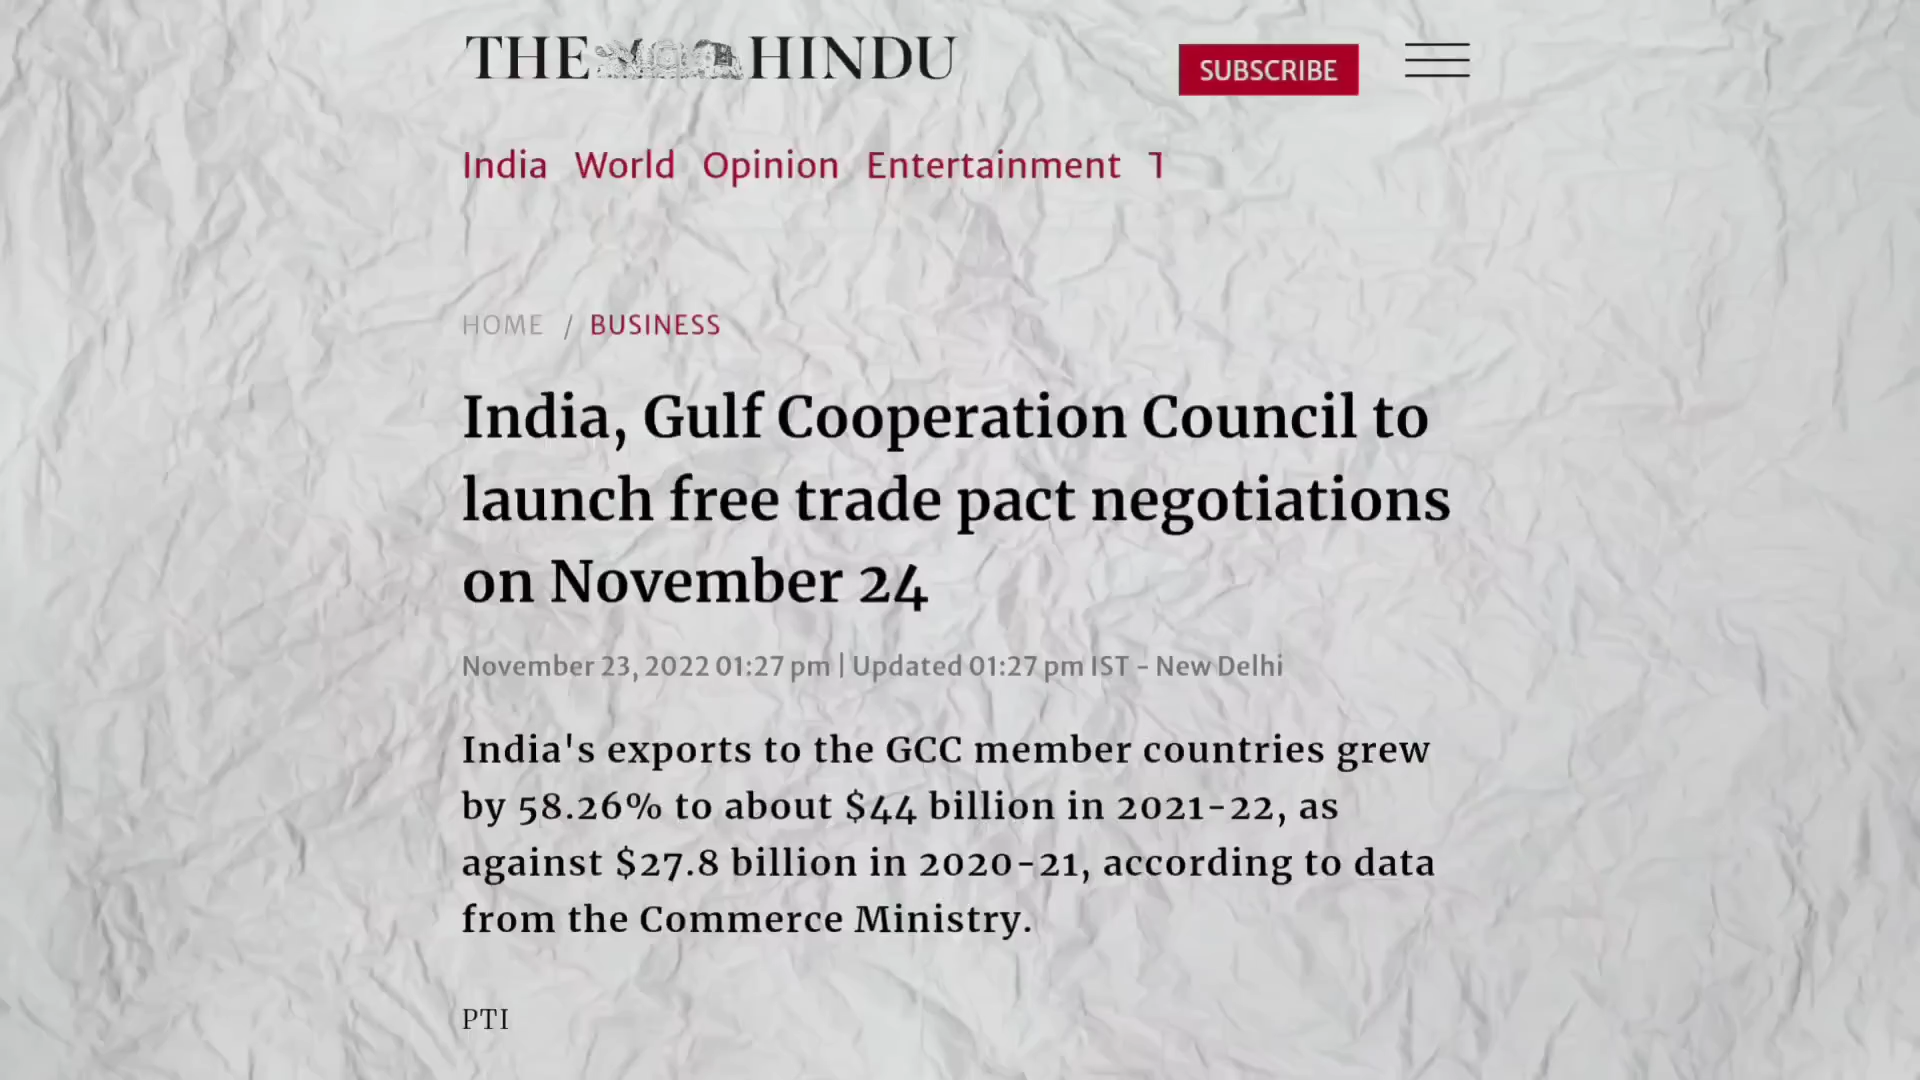 THE HINDU
SUBSCRIBE
India World Opinion Entertainment
HOME / BUSINESS
India, Gulf Cooperation Council to
launch free trade pact negotiations
on November 24
November 23, 2022 01:27 pm | Updated 01:27 pm IST - New Delhi
India's exports to the GCC member countries grew
by 58.26% to about $44 billion in 2021-22, as
against $27.8 billion in 2020-21, according to data
from the Commerce Ministry.
PTI